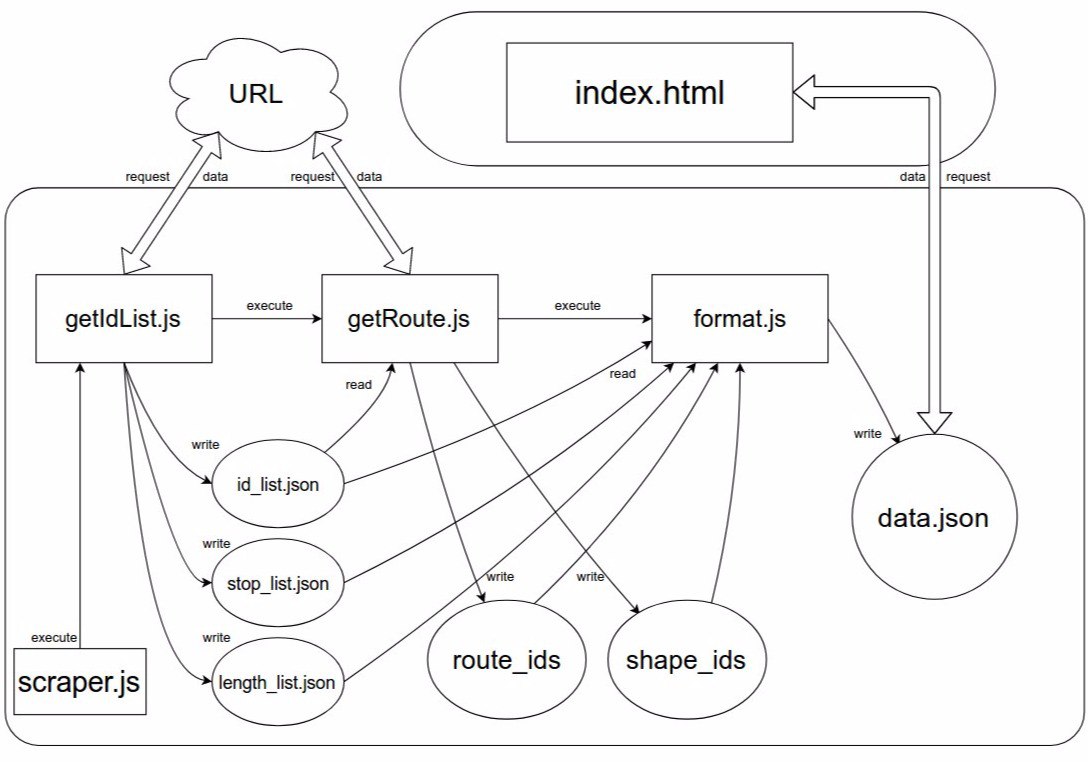 URL
index.html
request
data
request
data
data
request
getIdList.js
execute
getRoute.js
execute
format.js
read
read
write
write
id_list.json
data.json
write
stop_list.json
write
write
write
execute
route_ids
shape_ids
scraper.js
length_list.json